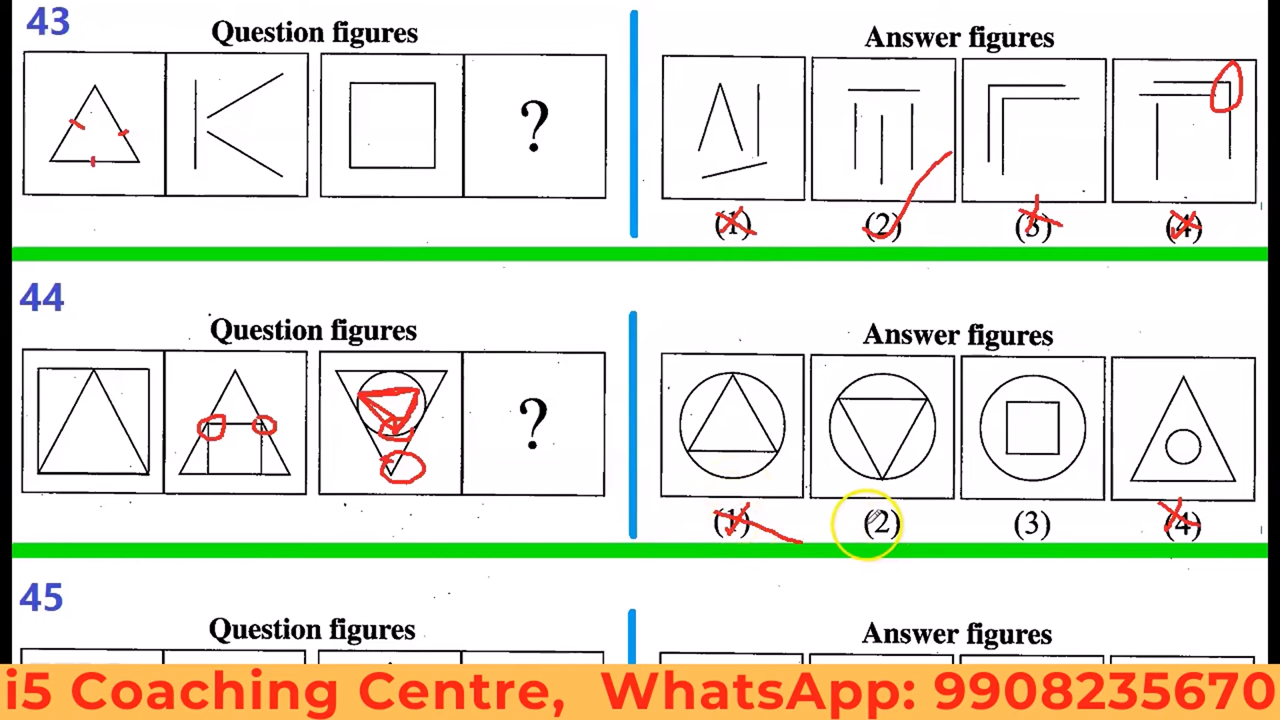 43
Question figures
Answer figures
?
(1) (2) (3) (4)
44
Question figures
Answer figures
?
(1) (2) (3) (4)
45
Question figures
Answer figures
i5 Coaching Centre, WhatsApp: 9908235670